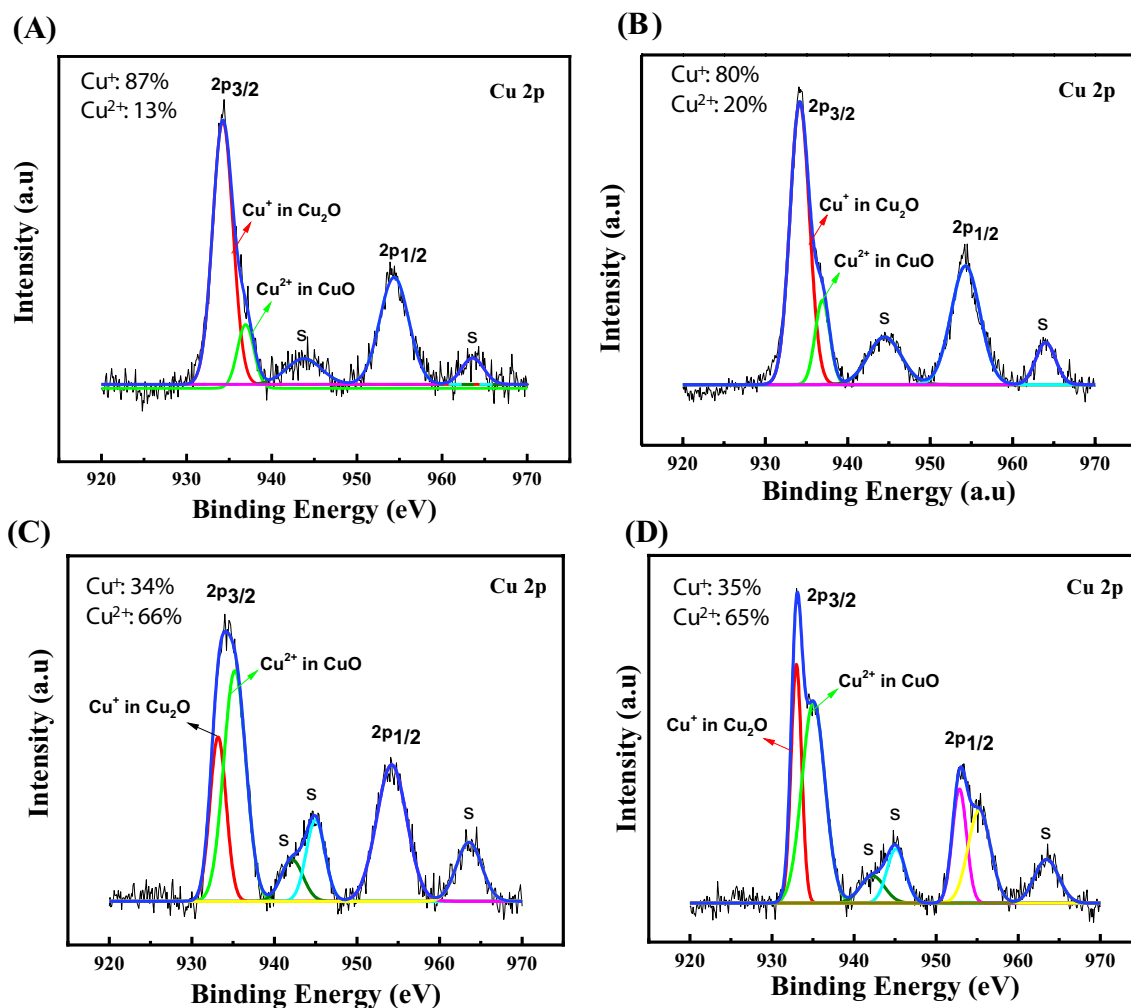 (A)
Cu⁺: 87%
Cu²⁺: 13%
2p3/2
Cu 2p
Cu⁺ in Cu₂O
Cu²⁺ in CuO
2p1/2
S
S
Intensity (a.u)
920 930 940 950 960 970
Binding Energy (eV)
(B)
Cu⁺: 80%
Cu²⁺: 20%
2p3/2
Cu 2p
Cu⁺ in Cu₂O
Cu²⁺ in CuO
2p1/2
S
S
Intensity (a.u)
920 930 940 950 960 970
Binding Energy (a.u)
(C)
Cu⁺: 34%
Cu²⁺: 66%
2p3/2
Cu 2p
Cu²⁺ in CuO
Cu⁺ in Cu₂O
2p1/2
S
S
S
Intensity (a.u)
920 930 940 950 960 970
Binding Energy (eV)
(D)
Cu⁺: 35%
Cu²⁺: 65%
2p3/2
Cu 2p
Cu²⁺ in CuO
Cu⁺ in Cu₂O
2p1/2
S
S
S
Intensity (a.u)
920 930 940 950 960 970
Binding Energy (eV)